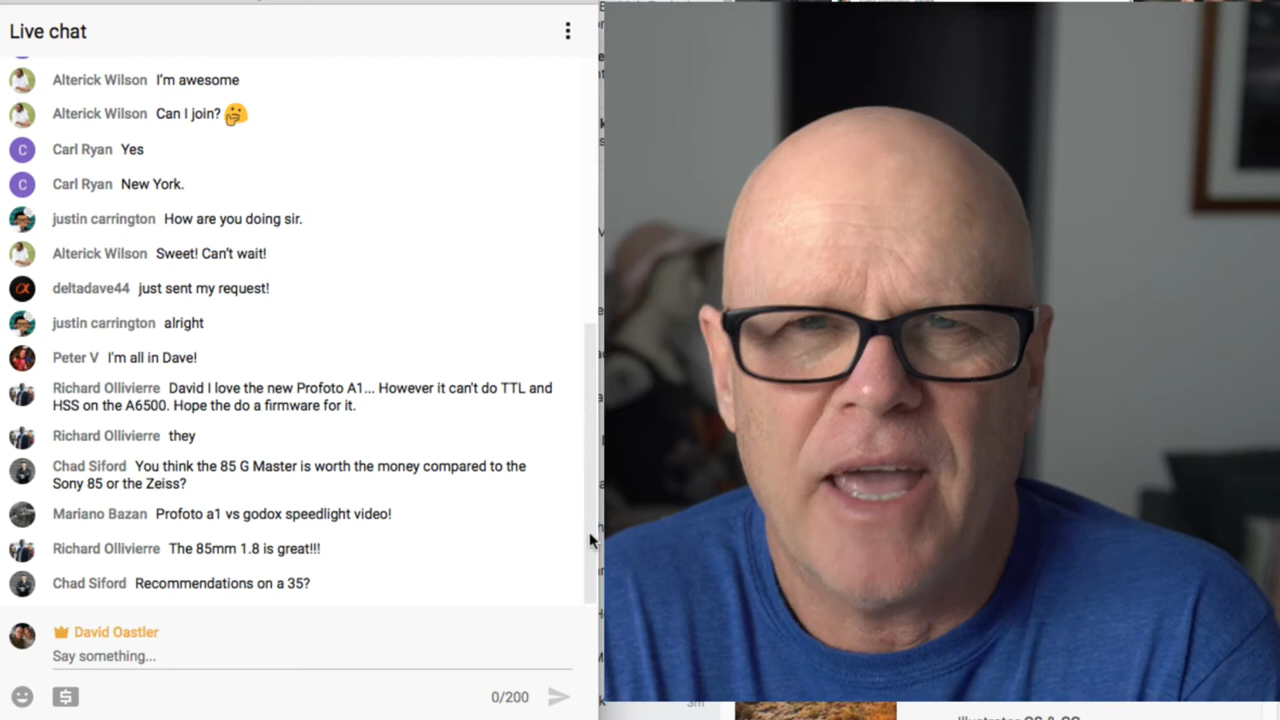 Live chat
Alterick Wilson I'm awesome
Alterick Wilson Can I join?
C Carl Ryan Yes
C Carl Ryan New York.
justin carrington How are you doing sir.
Alterick Wilson Sweet! Can't wait!
deltadave44 just sent my request!
justin carrington alright
Peter V I'm all in Dave!
Richard Ollivierre David I love the new Profoto A1... However it can't do TTL and
HSS on the A6500. Hope the do a firmware for it.
Richard Ollivierre they
Chad Siford You think the 85 G Master is worth the money compared to the
Sony 85 or the Zeiss?
Mariano Bazan Profoto a1 vs godox speedlight video!
Richard Ollivierre The 85mm 1.8 is great!!!
Chad Siford Recommendations on a 35?
David Oastler
Say something...
0/200
3m